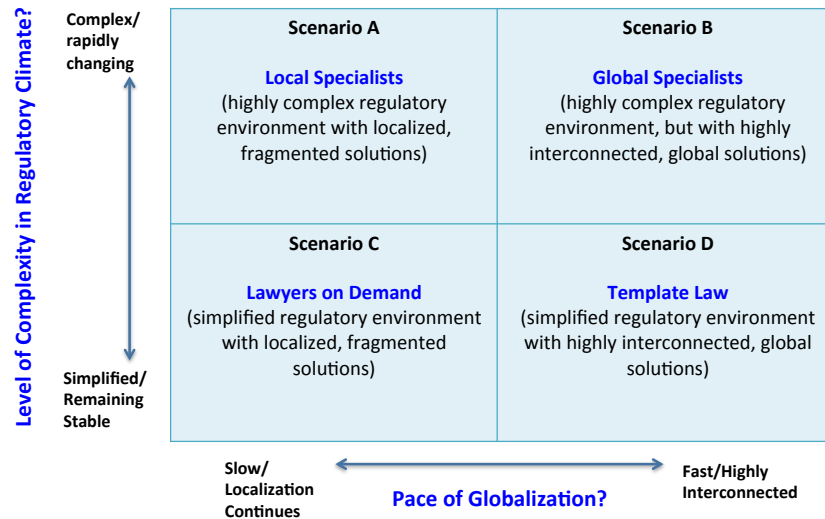 Level of Complexity in Regulatory Climate?
Complex/
rapidly
changing
Simplified/
Remaining
Stable
Scenario A
Local Specialists
(highly complex regulatory
environment with localized,
fragmented solutions)
Scenario B
Global Specialists
(highly complex regulatory
environment, but with highly
interconnected, global solutions)
Scenario C
Lawyers on Demand
(simplified regulatory environment
with localized, fragmented
solutions)
Scenario D
Template Law
(simplified regulatory environment
with highly interconnected, global
solutions)
Slow/
Localization
Continues
Pace of Globalization?
Fast/Highly
Interconnected